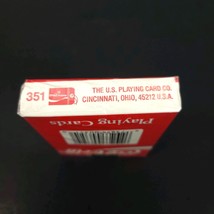 351
THE U.S. PLAYING CARD CO.
CINCINNATI, OHIO, 45212 U.S.A.
Playing Cards